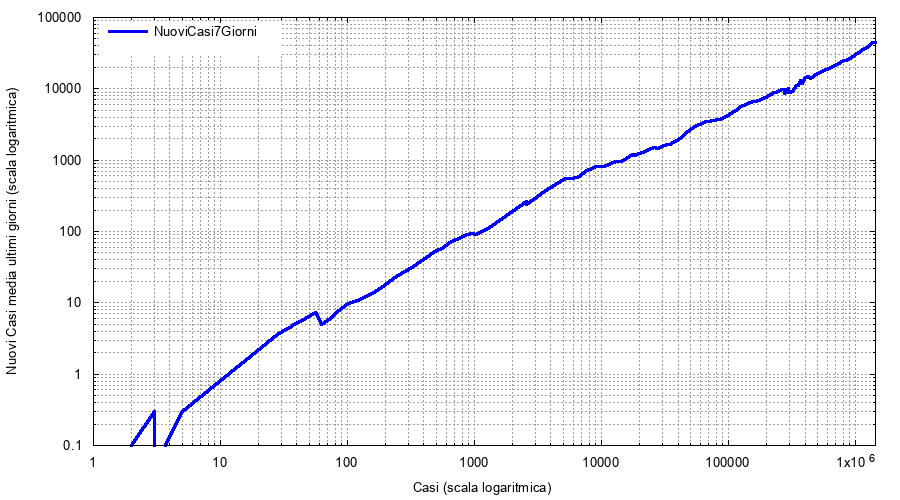 100000
NuoviCasi7Giorni
10000
1000
100
10
1
0.1
Nuovi Casi media ultimi giorni (scala logaritmica)
1 10 100 1000 10000 100000 1x10 6
Casi (scala logaritmica)